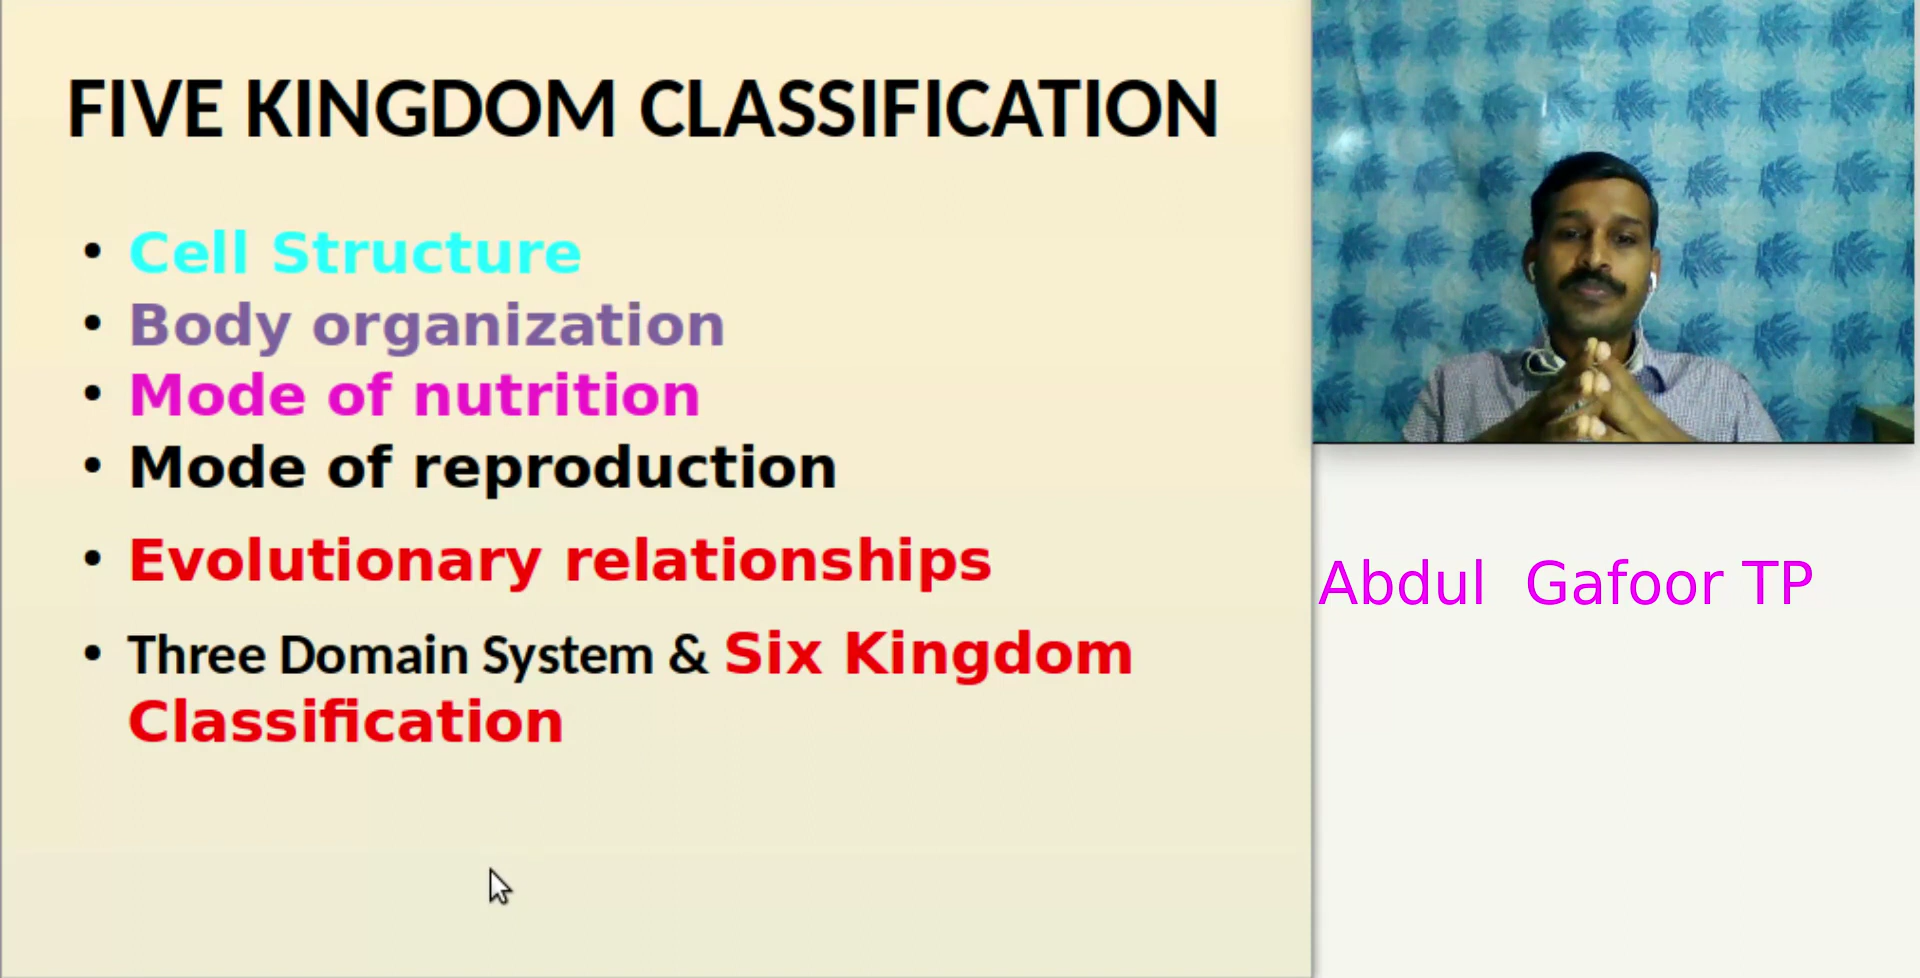 FIVE KINGDOM CLASSIFICATION
• Cell Structure
• Body organization
• Mode of nutrition
• Mode of reproduction
• Evolutionary relationships
• Three Domain System & Six Kingdom
Classification
Abdul  Gafoor TP